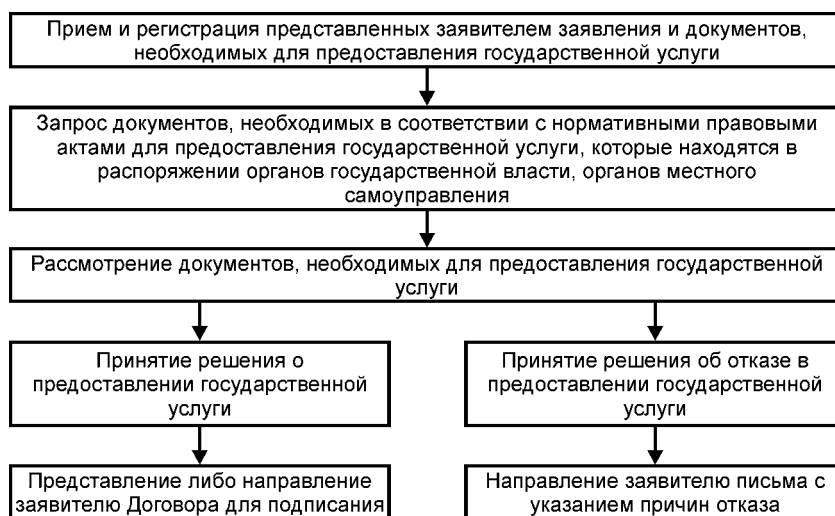 Прием и регистрация представленных заявителем заявления и документов,
необходимых для предоставления государственной услуги
Запрос документов, необходимых в соответствии с нормативными правовыми
актами для предоставления государственной услуги, которые находятся в
распоряжении органов государственной власти, органов местного
самоуправления
Рассмотрение документов, необходимых для предоставления государственной
услуги
Принятие решения о
предоставлении государственной
услуги
Принятие решения об отказе в
предоставлении государственной
услуги
Представление либо направление
заявителю Договора для подписания
Направление заявителю письма с
указанием причин отказа